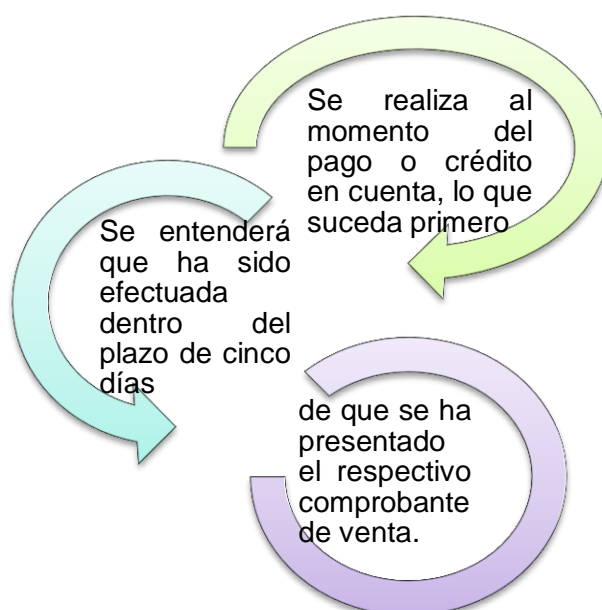 Se realiza al
momento del
pago o crédito
en cuenta, lo que
suceda primero
Se entenderá
que ha sido
efectuada
dentro del
plazo de cinco
días
de que se ha
presentado
el respectivo
comprobante
de venta.